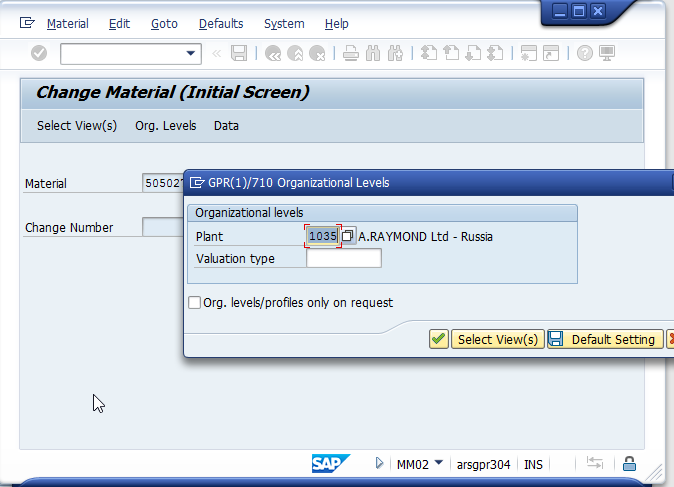 Material Edit Goto Defaults System Help
Change Material (Initial Screen)
Select View(s) Org. Levels Data
Material 50502
GPR(1)/710 Organizational Levels
Change Number
Organizational levels
Plant 1035 A.RAYMOND Ltd - Russia
Valuation type
Org. levels/profiles only on request
Select View(s) Default Setting
SAP MM02 arsgpr304 INS